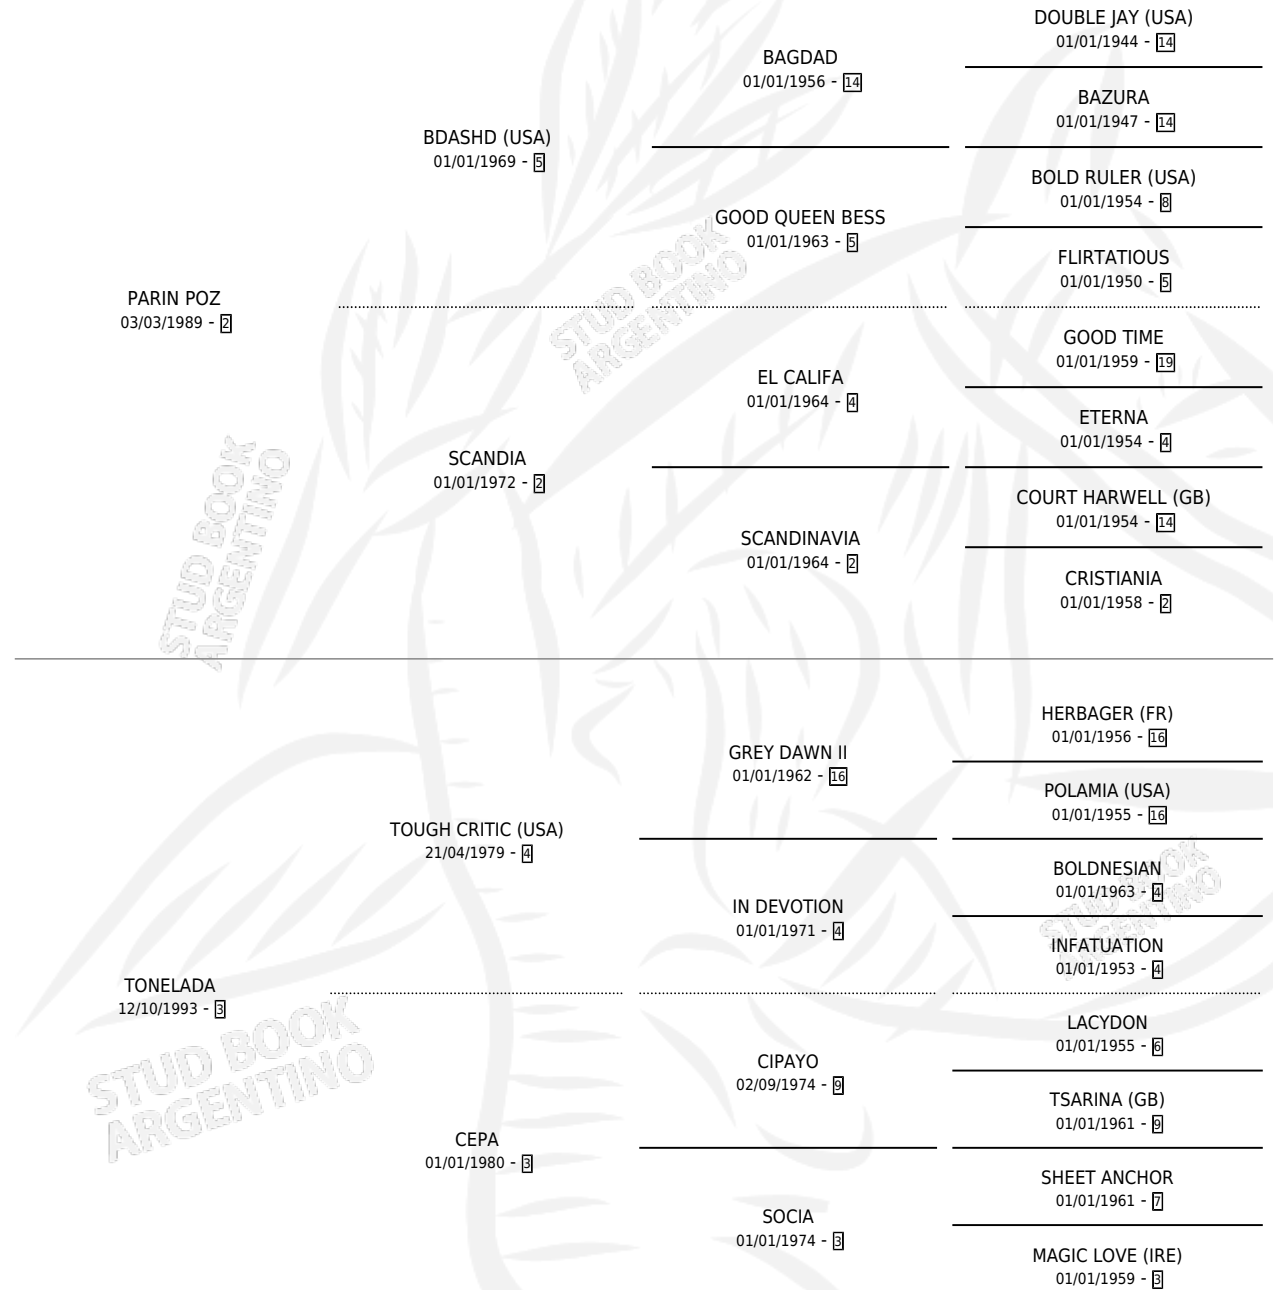 DOUBLE JAY (USA)
01/01/1944 - 14
BAGDAD
01/01/1956 - 14
BAZURA
01/01/1947 - 14
BDASHD (USA)
01/01/1969 - 5
BOLD RULER (USA)
01/01/1954 - 8
GOOD QUEEN BESS
01/01/1963 - 5
FLIRTATIOUS
01/01/1950 - 5
PARIN POZ
03/03/1989 - 2
GOOD TIME
01/01/1959 - 19
EL CALIFA
01/01/1964 - 4
ETERNA
01/01/1954 - 4
SCANDIA
01/01/1972 - 2
COURT HARWELL (GB)
01/01/1954 - 14
SCANDINAVIA
01/01/1964 - 2
CRISTIANIA
01/01/1958 - 2
HERBAGER (FR)
01/01/1956 - 16
GREY DAWN II
01/01/1962 - 16
POLAMIA (USA)
01/01/1955 - 16
TOUGH CRITIC (USA)
21/04/1979 - 4
BOLDNESIAN
01/01/1963 - 4
IN DEVOTION
01/01/1971 - 4
INFATUATION
01/01/1953 - 4
TONELADA
12/10/1993 - 3
LACYDON
01/01/1955 - 6
CIPAYO
02/09/1974 - 9
TSARINA (GB)
01/01/1961 - 9
CEPA
01/01/1980 - 3
SHEET ANCHOR
01/01/1961 - 7
SOCIA
01/01/1974 - 3
MAGIC LOVE (IRE)
01/01/1959 - 3
STUD BOOK
ARGENTINO
STUD BOOK
ARGENTINO
STUD BOOK
ARGENTINO
STUD BOOK
ARGENTINO